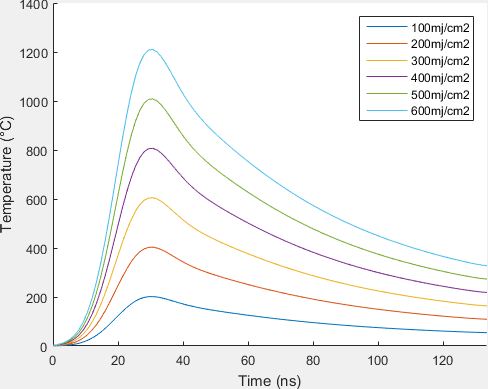 1400
1200
1000
800
600
400
200
0
Temperature (°C)
100mj/cm2
200mj/cm2
300mj/cm2
400mj/cm2
500mj/cm2
600mj/cm2
0 20 40 60 80 100 120
Time (ns)